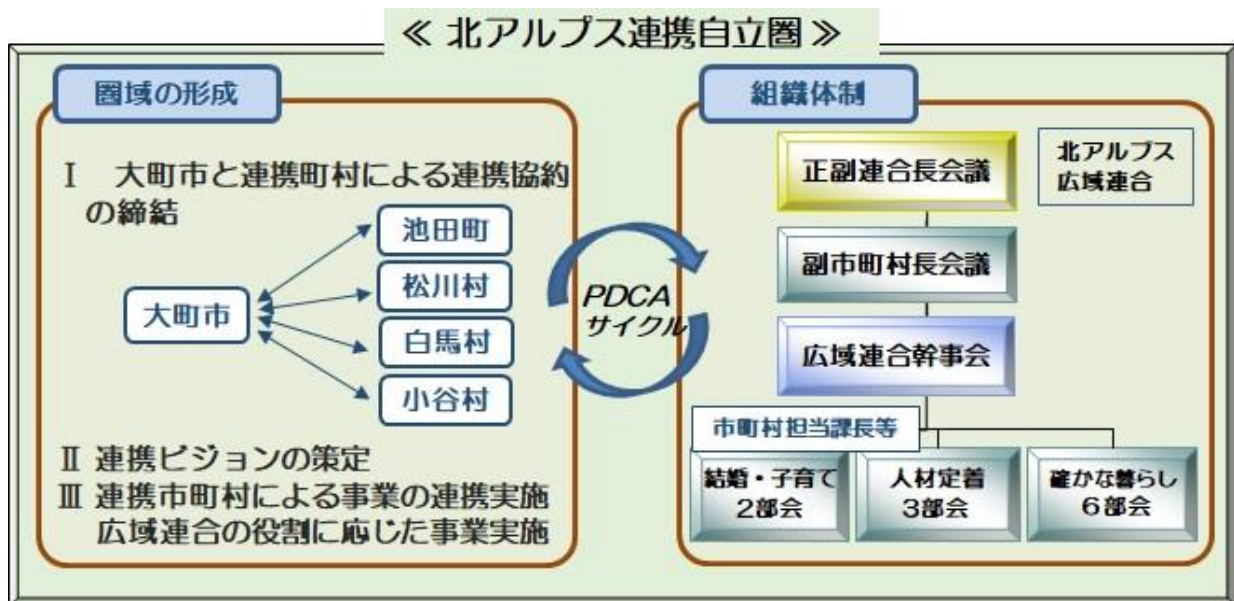 ≪ 北アルプス連携自立圏 ≫
圏域の形成
Ⅰ 大町市と連携町村による連携協約
の締結
大町市
池田町
松川村
白馬村
小谷村
Ⅱ 連携ビジョンの策定
Ⅲ 連携市町村による事業の連携実施
広域連合の役割に応じた事業実施
PDCA
サイクル
組織体制
北アルプス
広域連合
正副連合長会議
副市町村長会議
広域連合幹事会
市町村担当課長等
結婚・子育て
2部会
人材定着
3部会
確かな暮らし
6部会